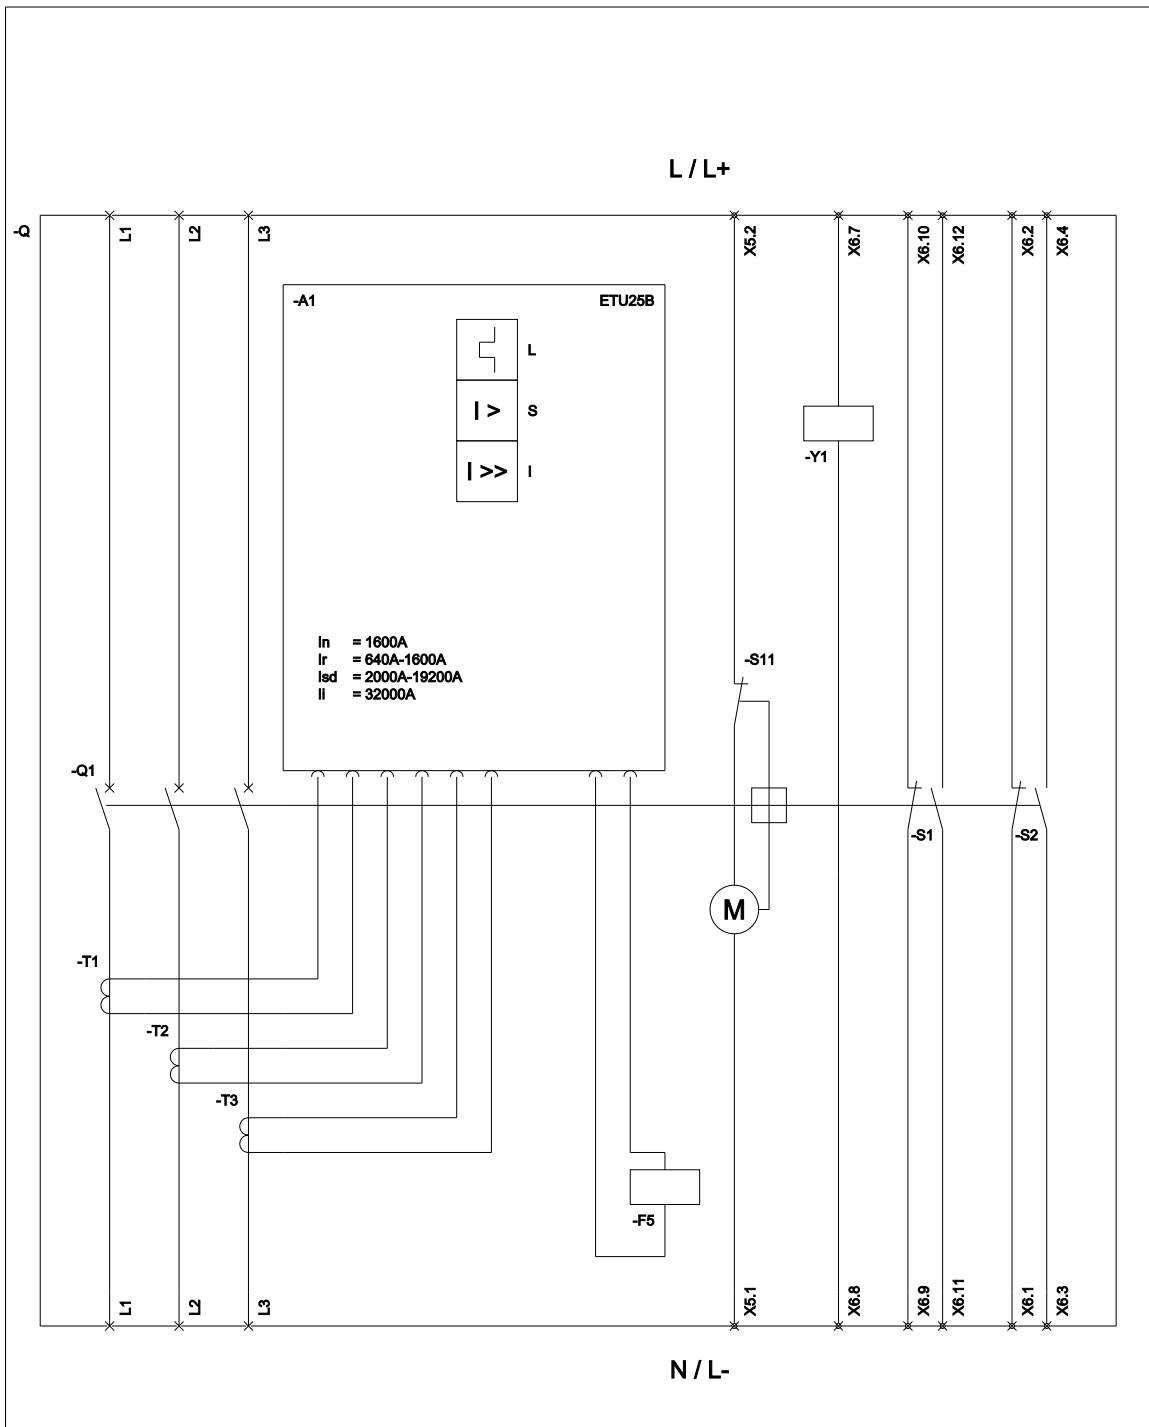 L / L+
-Q
L1
L2
L3
X5.2
X6.7
X6.10
X6.12
X6.2
X6.4
-A1
ETU25B
L
I >
S
I >>
I
-Y1
In = 1600A
Ir = 640A-1600A
Isd = 2000A-19200A
Ii = 32000A
-S11
-Q1
-S1
-S2
M
-T1
-T2
-T3
-F5
L1
L2
L3
X5.1
X6.8
X6.9
X6.11
X6.1
X6.3
N / L-